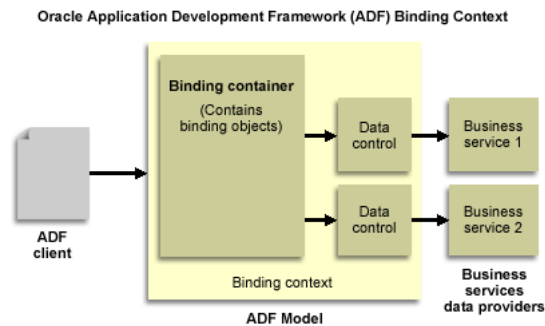 Oracle Application Development Framework (ADF) Binding Context
Binding container
(Contains
binding objects)
Data
control
Business
service 1
ADF
client
Data
control
Business
service 2
Binding context
Business
services
data providers
ADF Model